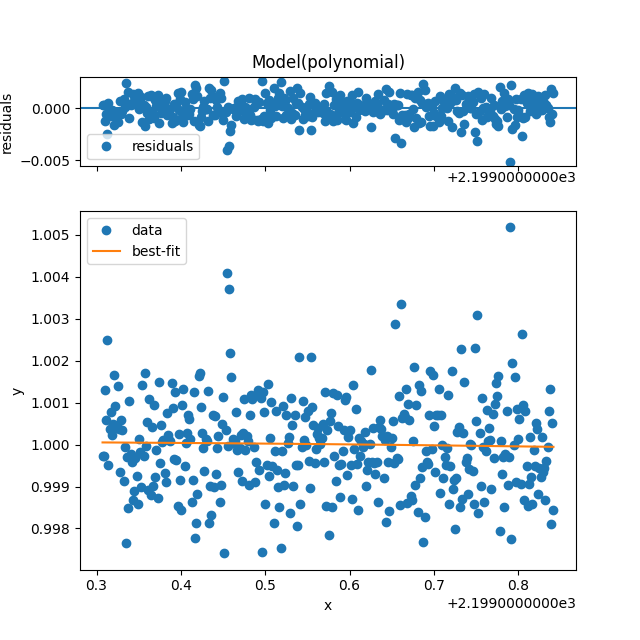 Model(polynomial)
residuals
0.000
−0.005
residuals
+2.1990000000e3
data
best-fit
y
1.005
1.004
1.003
1.002
1.001
1.000
0.999
0.998
0.3 0.4 0.5 0.6 0.7 0.8
x
+2.1990000000e3